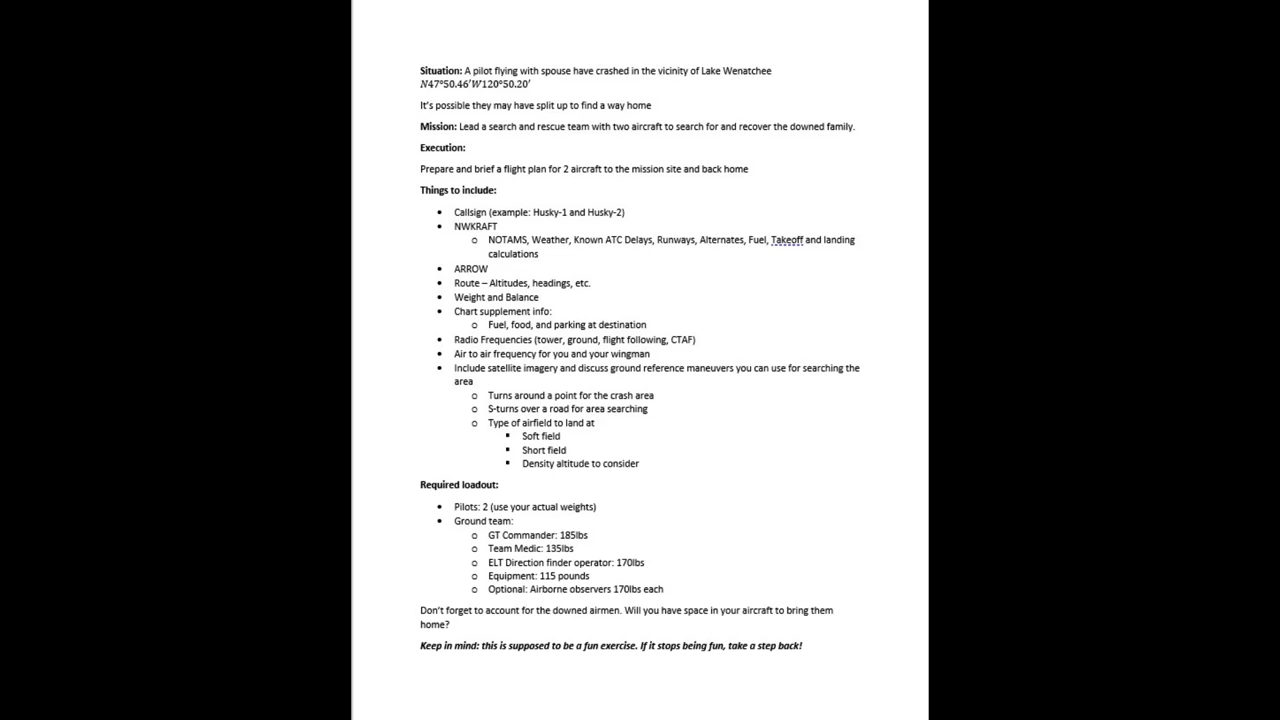 Situation: A pilot flying with spouse have crashed in the vicinity of Lake Wenatchee
N47°50.46′W120°50.20′
It's possible they may have split up to find a way home
Mission: Lead a search and rescue team with two aircraft to search for and recover the downed family.
Execution:
Prepare and brief a flight plan for 2 aircraft to the mission site and back home
Things to include:
• Callsign (example: Husky-1 and Husky-2)
• NWKRAFT
o NOTAMS, Weather, Known ATC Delays, Runways, Alternates, Fuel, Takeoff and landing
calculations
• ARROW
• Route – Altitudes, headings, etc.
• Weight and Balance
• Chart supplement info:
o Fuel, food, and parking at destination
• Radio Frequencies (tower, ground, flight following, CTAF)
• Air to air frequency for you and your wingman
• Include satellite imagery and discuss ground reference maneuvers you can use for searching the
area
o Turns around a point for the crash area
o S-turns over a road for area searching
o Type of airfield to land at
▪ Soft field
▪ Short field
▪ Density altitude to consider
Required loadout:
• Pilots: 2 (use your actual weights)
• Ground team:
o GT Commander: 185lbs
o Team Medic: 135lbs
o ELT Direction finder operator: 170lbs
o Equipment: 115 pounds
o Optional: Airborne observers 170lbs each
Don't forget to account for the downed airmen. Will you have space in your aircraft to bring them
home?
Keep in mind: this is supposed to be a fun exercise. If it stops being fun, take a step back!